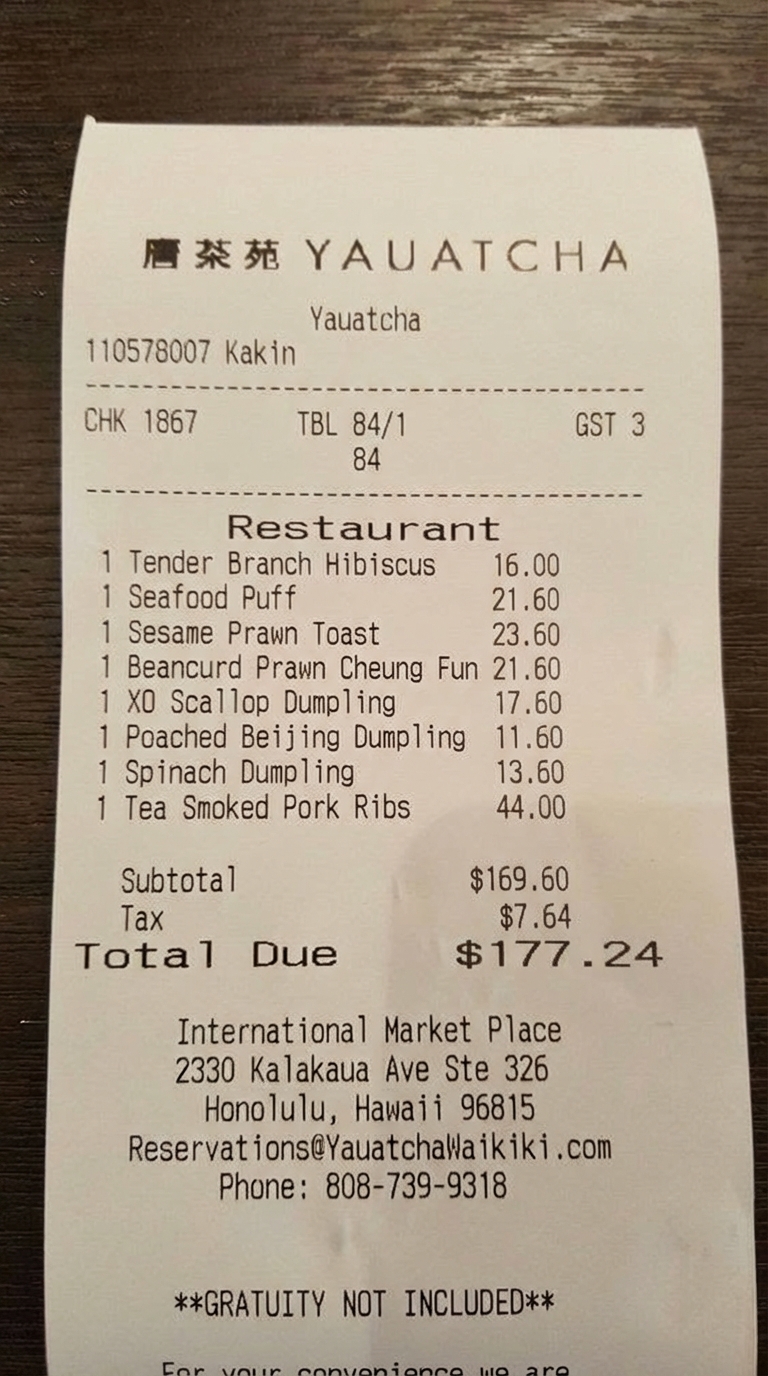 唐茶苑 YAUATCHA
Yauatcha
110578007 Kakin
CHK 1867 TBL 84/1 GST 3
84
Restaurant
1 Tender Branch Hibiscus 16.00
1 Seafood Puff 21.60
1 Sesame Prawn Toast 23.60
1 Beancurd Prawn Cheung Fun 21.60
1 XO Scallop Dumpling 17.60
1 Poached Beijing Dumpling 11.60
1 Spinach Dumpling 13.60
1 Tea Smoked Pork Ribs 44.00
Subtotal $169.60
Tax $7.64
Total Due $177.24
International Market Place
2330 Kalakaua Ave Ste 326
Honolulu, Hawaii 96815
Reservations@YauatchaWaikiki.com
Phone: 808-739-9318
**GRATUITY NOT INCLUDED**
For your convenience we are